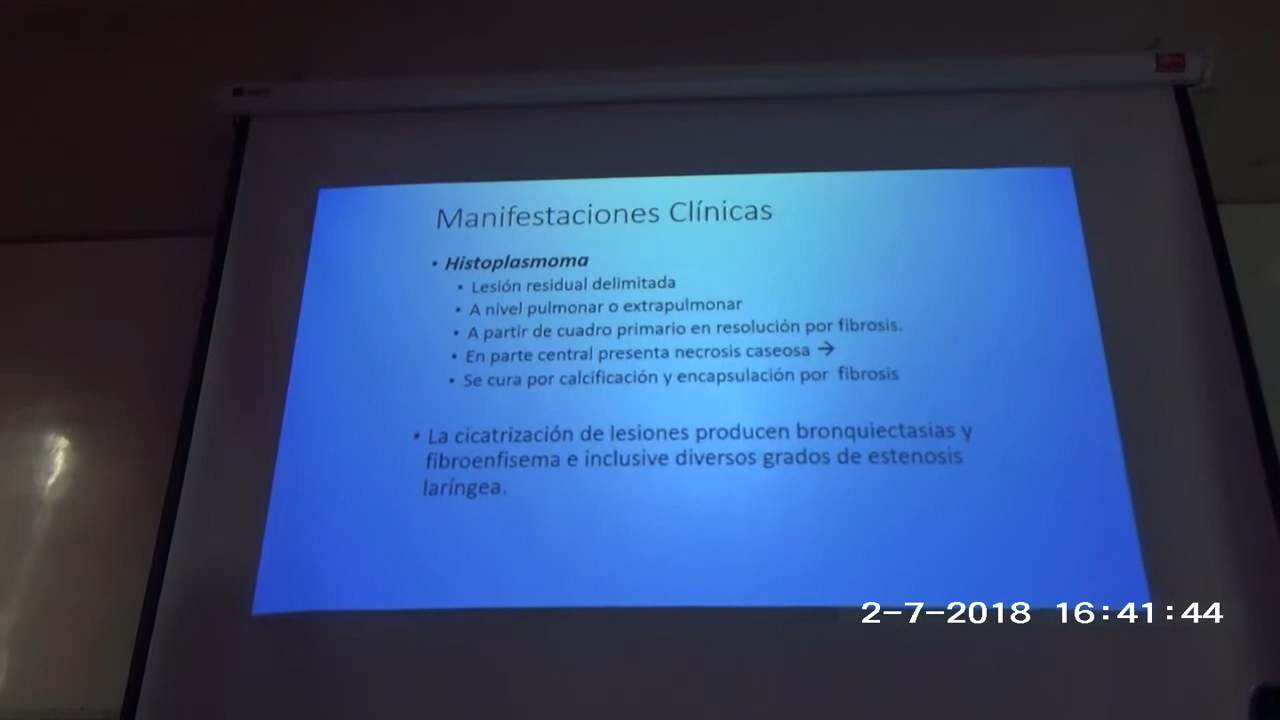 Manifestaciones Clínicas
• Histoplasmoma
• Lesión residual delimitada
• A nivel pulmonar o extrapulmonar
• A partir de cuadro primario en resolución por fibrosis.
• En parte central presenta necrosis caseosa →
• Se cura por calcificación y encapsulación por fibrosis
• La cicatrización de lesiones producen bronquiectasias y
fibroenfisema e inclusive diversos grados de estenosis
laríngea.
2-7-2018 16:41:44